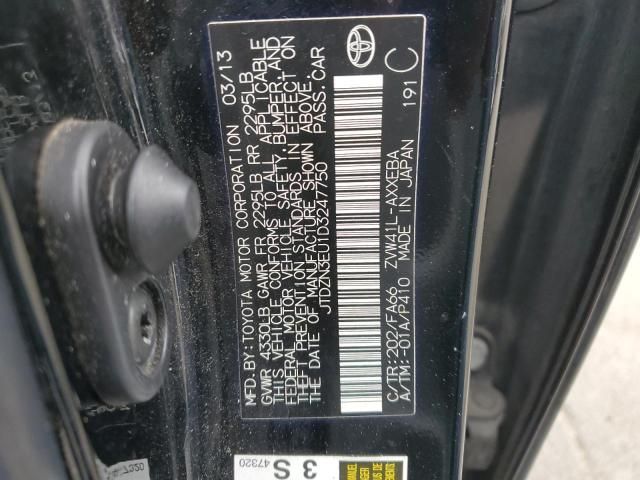 MFD.BY:TOYOTA MOTOR CORPORATION 03/13
GVWR 4330LB GAWR FR 2295LB RR 2295LB
THIS VEHICLE CONFORMS TO ALL APPLICABLE
FEDERAL MOTOR VEHICLE SAFETY, BUMPER, AND
THEFT PREVENTION STANDARDS IN EFFECT ON
THE DATE OF MANUFACTURE SHOWN ABOVE.
JTDZN3EU1D3247750 PASS.CAR
C/TR:202/FA66 ZVW41L-AXXEBA 191
A/TM:-01A/P410 MADE IN JAPAN
C
47320
3 S
MANUEL